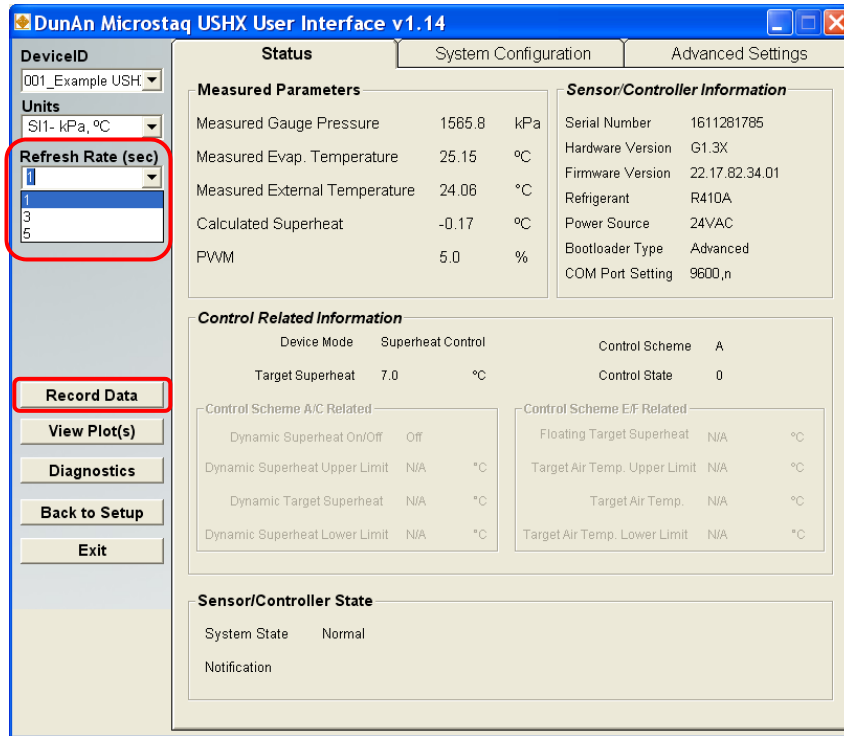 DunAn Microstaq USHX User Interface v1.14
DeviceID
001_Example USH
Units
SI1- kPa, ºC
Refresh Rate (sec)
1
1
3
5
Record Data
View Plot(s)
Diagnostics
Back to Setup
Exit
Status System Configuration Advanced Settings
Measured Parameters
Measured Gauge Pressure 1565.8 kPa
Measured Evap. Temperature 25.15 ºC
Measured External Temperature 24.06 °C
Calculated Superheat -0.17 ºC
PWM 5.0 %
Sensor/Controller Information
Serial Number 1611281785
Hardware Version G1.3X
Firmware Version 22.17.82.34.01
Refrigerant R410A
Power Source 24VAC
Bootloader Type Advanced
COM Port Setting 9600,n
Control Related Information
Device Mode Superheat Control Control Scheme A
Target Superheat 7.0 ºC Control State 0
Control Scheme A/C Related
Dynamic Superheat On/Off Off
Dynamic Superheat Upper Limit N/A °C
Dynamic Target Superheat N/A °C
Dynamic Superheat Lower Limit N/A °C
Control Scheme E/F Related
Floating Target Superheat N/A ºC
Target Air Temp. Upper Limit N/A ºC
Target Air Temp. N/A ºC
Target Air Temp. Lower Limit N/A °C
Sensor/Controller State
System State Normal
Notification